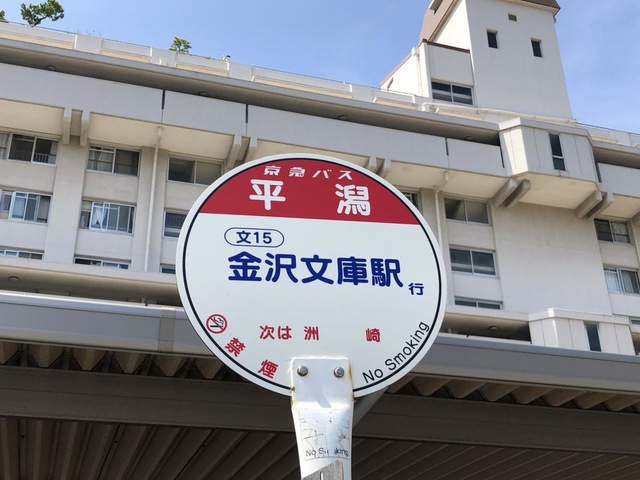 京急バス
平潟
文15
金沢文庫駅行
次は 洲崎
禁煙
No Smoking
No Smoking